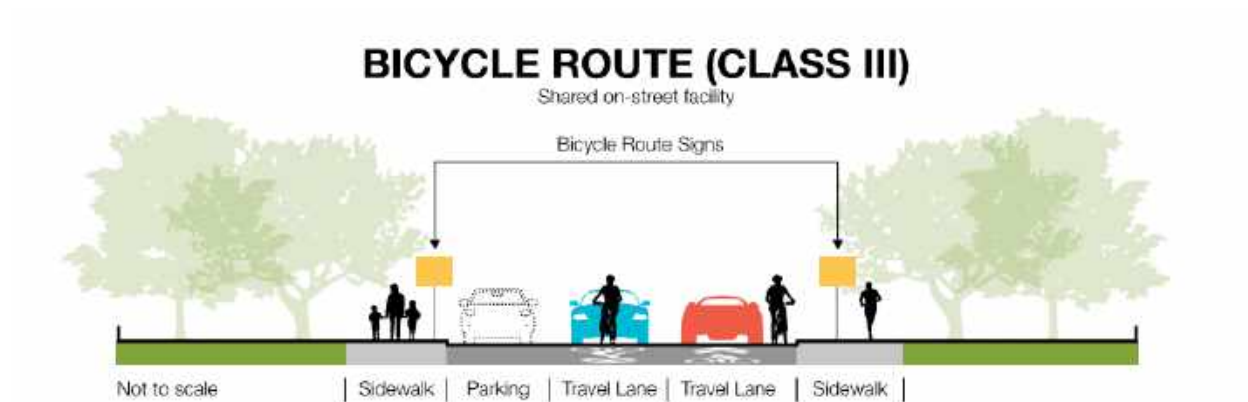 BICYCLE ROUTE (CLASS III)
Shared on-street facility
Bicycle Route Signs
Not to scale | Sidewalk | Parking | Travel Lane | Travel Lane | Sidewalk |